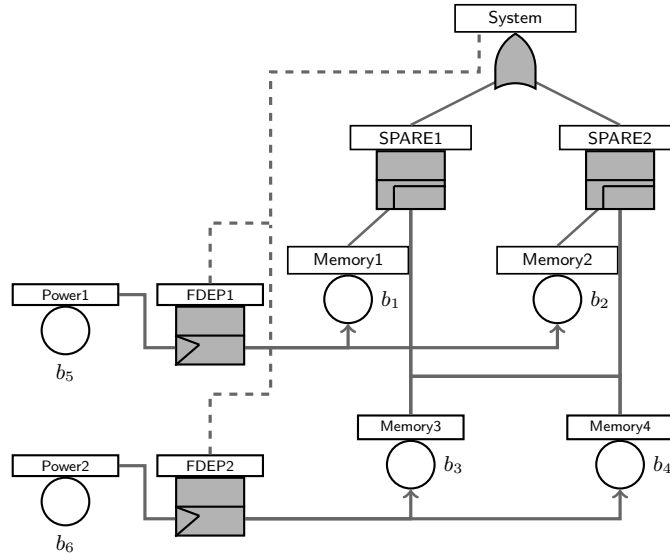 System
SPARE1
SPARE2
Memory1
Memory2
b1
b2
Power1
FDEP1
b5
Memory3
Memory4
b3
b4
Power2
FDEP2
b6